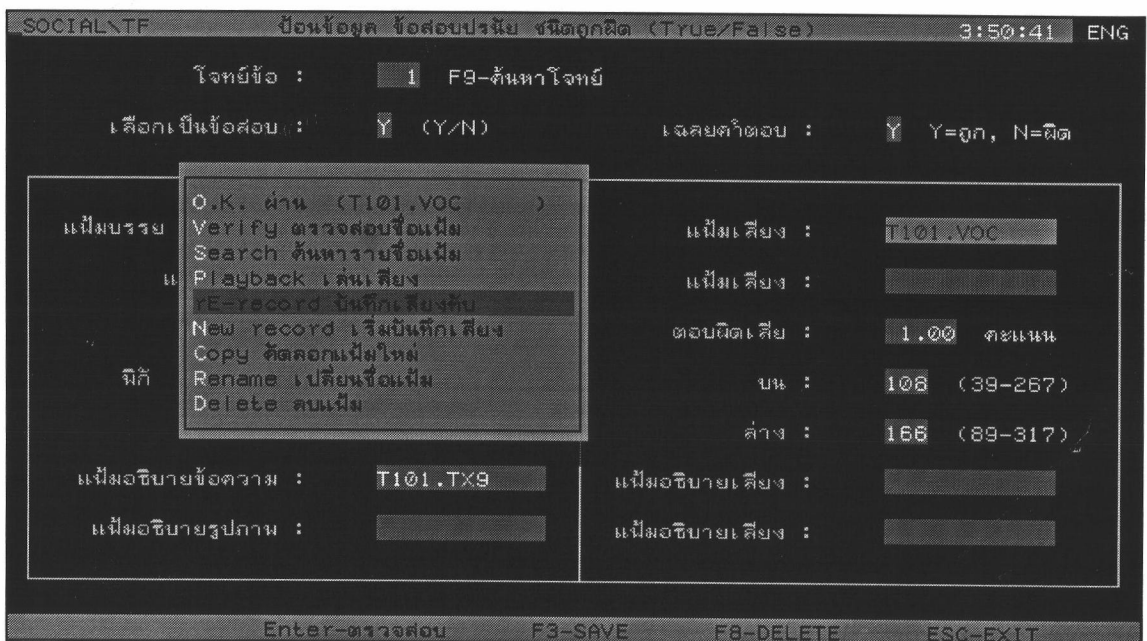 SOCIAL\TF ป้อนข้อมูล ข้อสอบปรนัย ชนิดถูกผิด (True/False) 3:50:41 ENG
โจทย์ข้อ : 1 F9-ค้นหาโจทย์
เลือกเป็นข้อสอบ : Y (Y/N) เฉลยคำตอบ : Y Y=ถูก, N=ผิด
O.K. ผ่าน (T101.VOC )
แฟ้มบรรย Verify ตรวจสอบชื่อแฟ้ม แฟ้มเสียง : T101.VOC
Search ค้นหารายชื่อแฟ้ม
แ Playback เล่นเสียง แฟ้มเสียง :
rE-record บันทึกเสียงทับ
New record เริ่มบันทึกเสียง ตอบผิดเสีย : 1.00 คะแนน
Copy คัดลอกแฟ้มใหม่
พิกั Rename เปลี่ยนชื่อแฟ้ม บน : 108 (39-267)
Delete ลบแฟ้ม
ล่าง : 166 (89-317)
แฟ้มอธิบายข้อความ : T101.TX9 แฟ้มอธิบายเสียง :
แฟ้มอธิบายรูปภาพ : แฟ้มอธิบายเสียง :
Enter-ตรวจสอบ F3-SAVE F8-DELETE ESC-EXIT